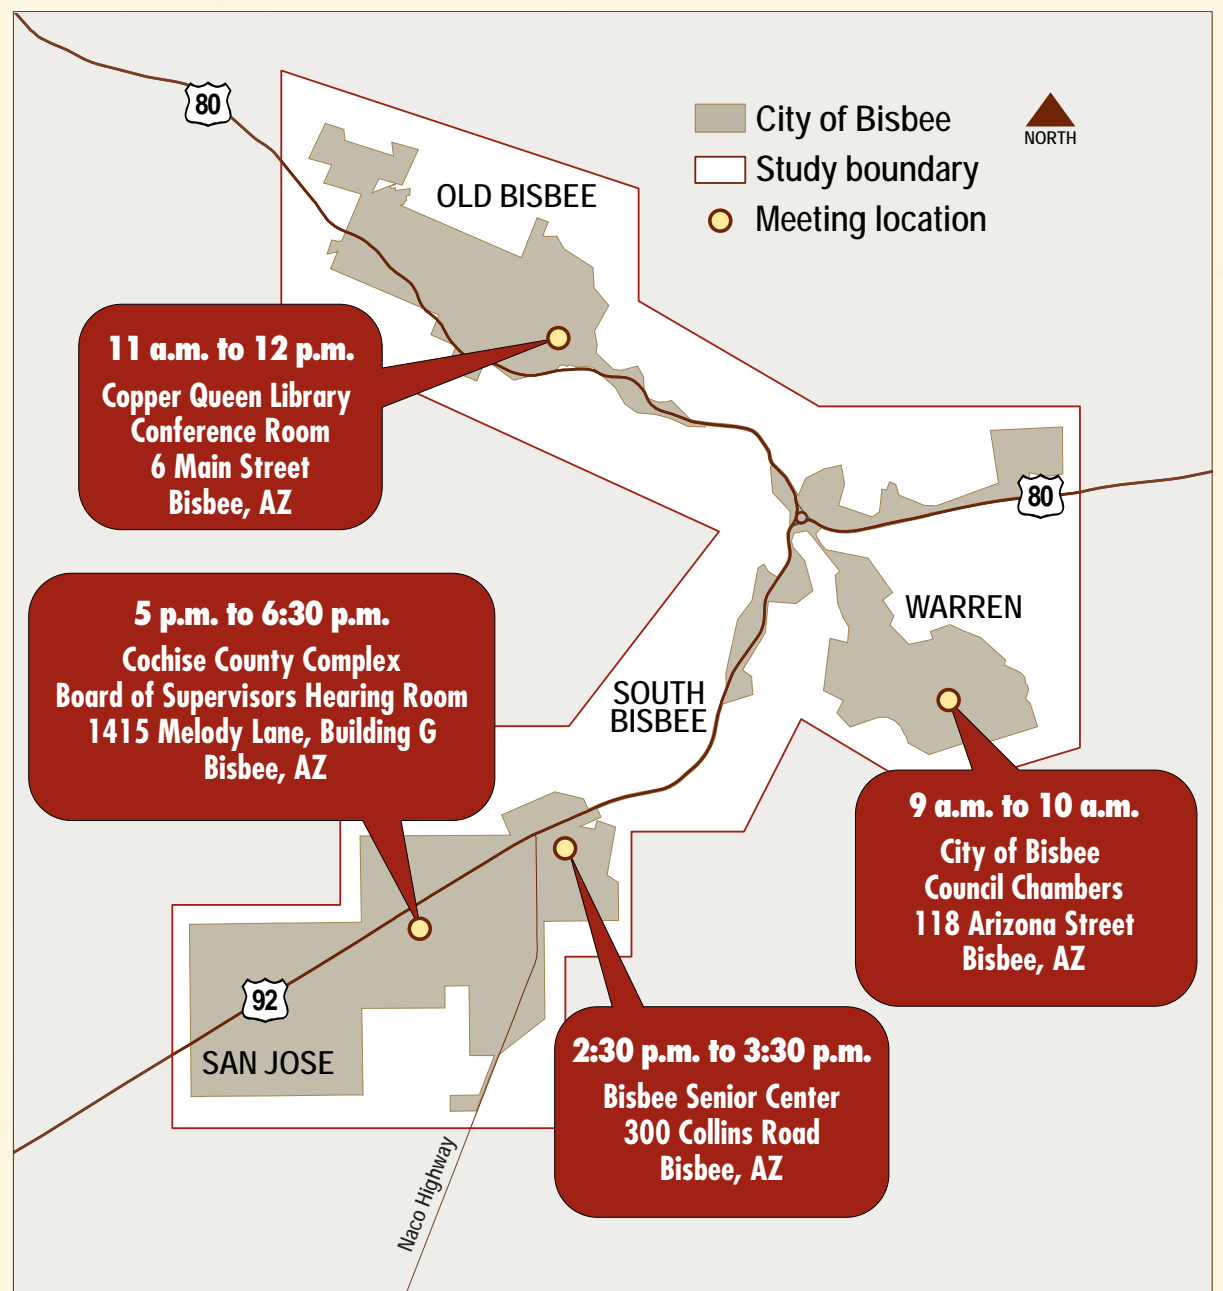 80
City of Bisbee
NORTH
Study boundary
Meeting location
OLD BISBEE
11 a.m. to 12 p.m.
Copper Queen Library
Conference Room
6 Main Street
Bisbee, AZ
80
WARREN
5 p.m. to 6:30 p.m.
Cochise County Complex
Board of Supervisors Hearing Room
1415 Melody Lane, Building G
Bisbee, AZ
SOUTH
BISBEE
9 a.m. to 10 a.m.
City of Bisbee
Council Chambers
118 Arizona Street
Bisbee, AZ
92
SAN JOSE
2:30 p.m. to 3:30 p.m.
Bisbee Senior Center
300 Collins Road
Bisbee, AZ
Naco Highway